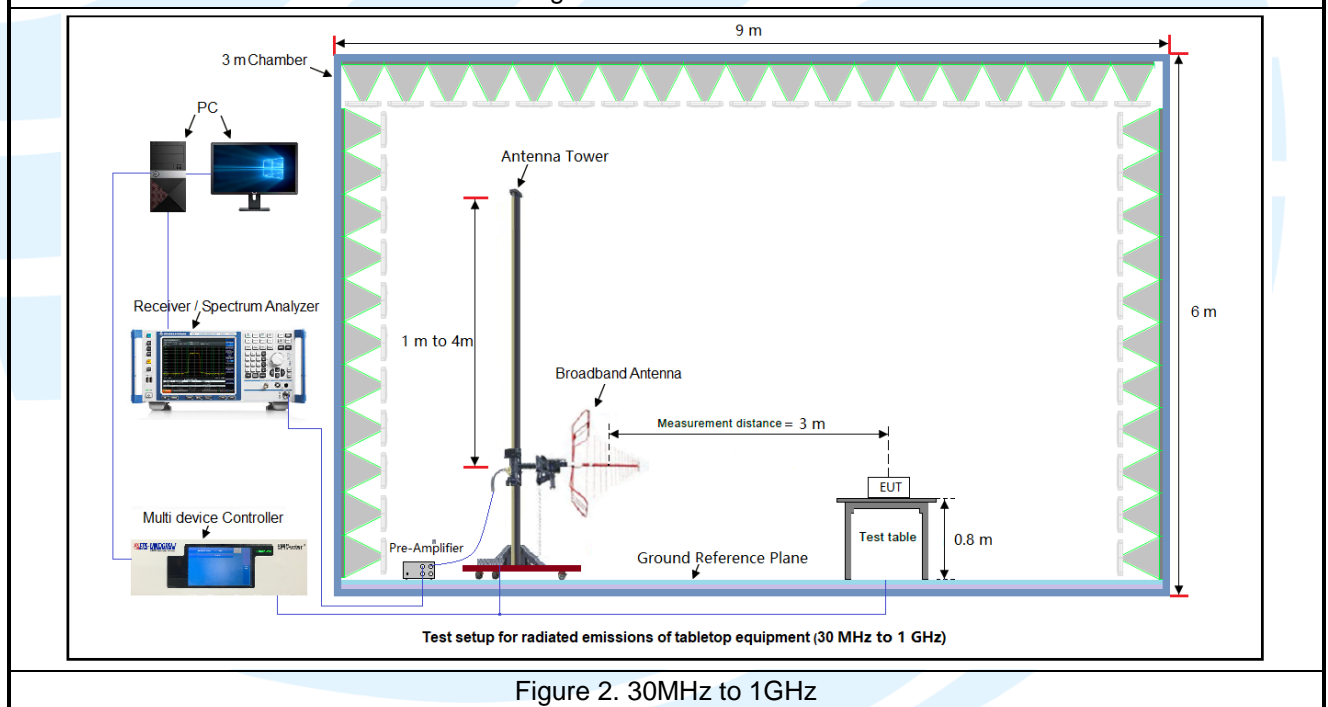 9 m
3 m Chamber
PC
Antenna Tower
Receiver / Spectrum Analyzer
1 m to 4m
6 m
Broadband Antenna
Measurement distance = 3 m
EUT
Multi device Controller
Pre-Amplifier
Test table
0.8 m
Ground Reference Plane
Test setup for radiated emissions of tabletop equipment (30 MHz to 1 GHz)
Figure 2. 30MHz to 1GHz